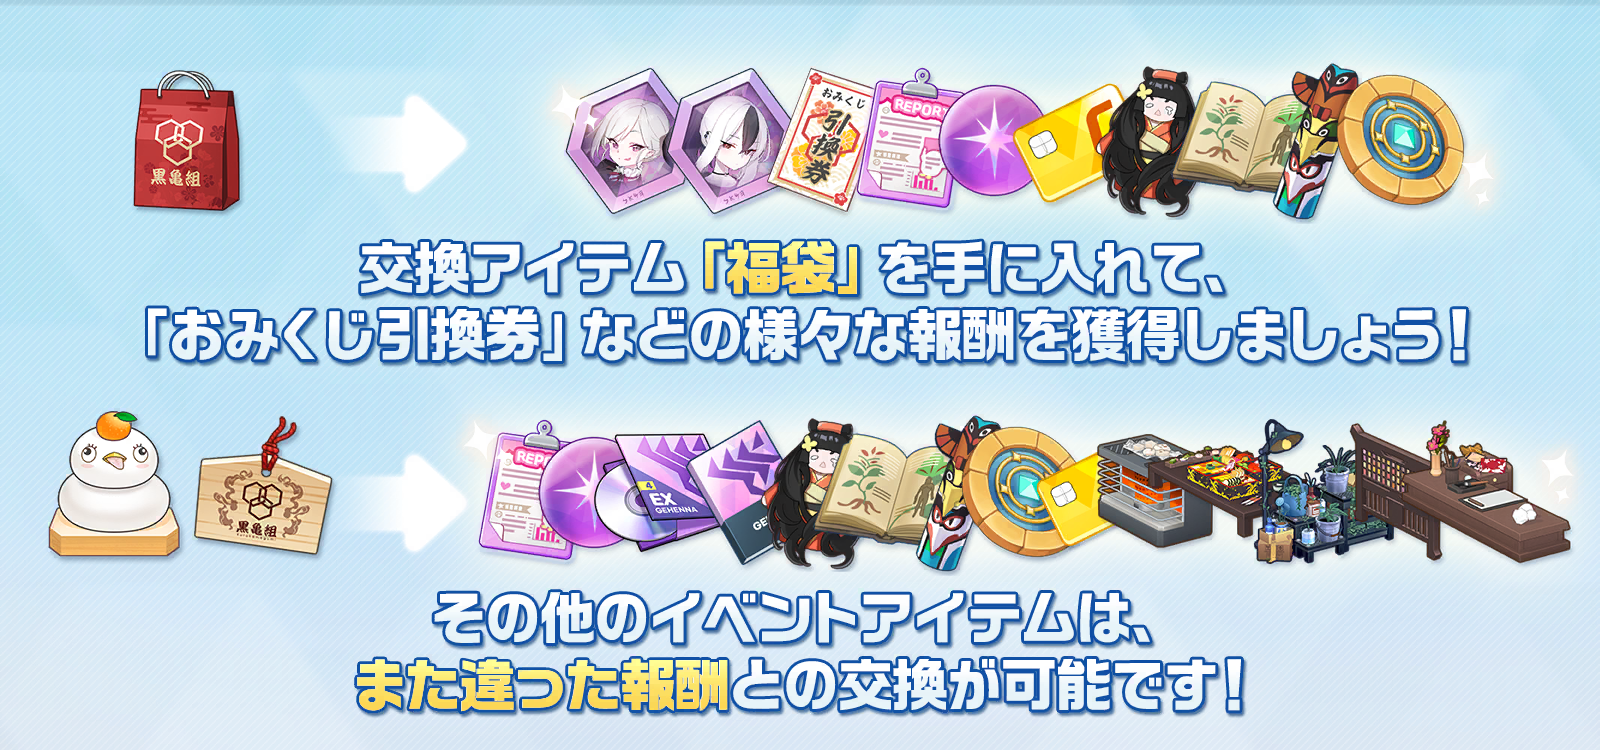 黒亀組
おみくじ
引換券
REPORT
交換アイテム「福袋」を手に入れて、
「おみくじ引換券」などの様々な報酬を獲得しましょう!
黒亀組
Kurokamegumi
REPO
4
EX
GEHENNA
GE
その他のイベントアイテムは、
また違った報酬との交換が可能です!